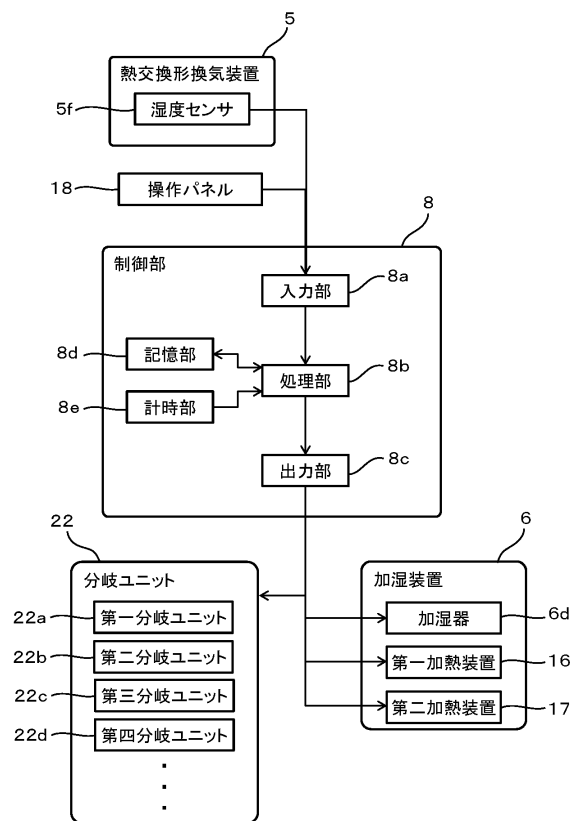 5
熱交換形換気装置
5f
湿度センサ
18
操作パネル
8
制御部
入力部
8a
8d
記憶部
処理部
8b
8e
計時部
出力部
8c
22
6
分岐ユニット
加湿装置
22a
第一分岐ユニット
加湿器
6d
22b
第二分岐ユニット
第一加熱装置
16
22c
第三分岐ユニット
22d
第四分岐ユニット
第二加熱装置
17
・
・
・